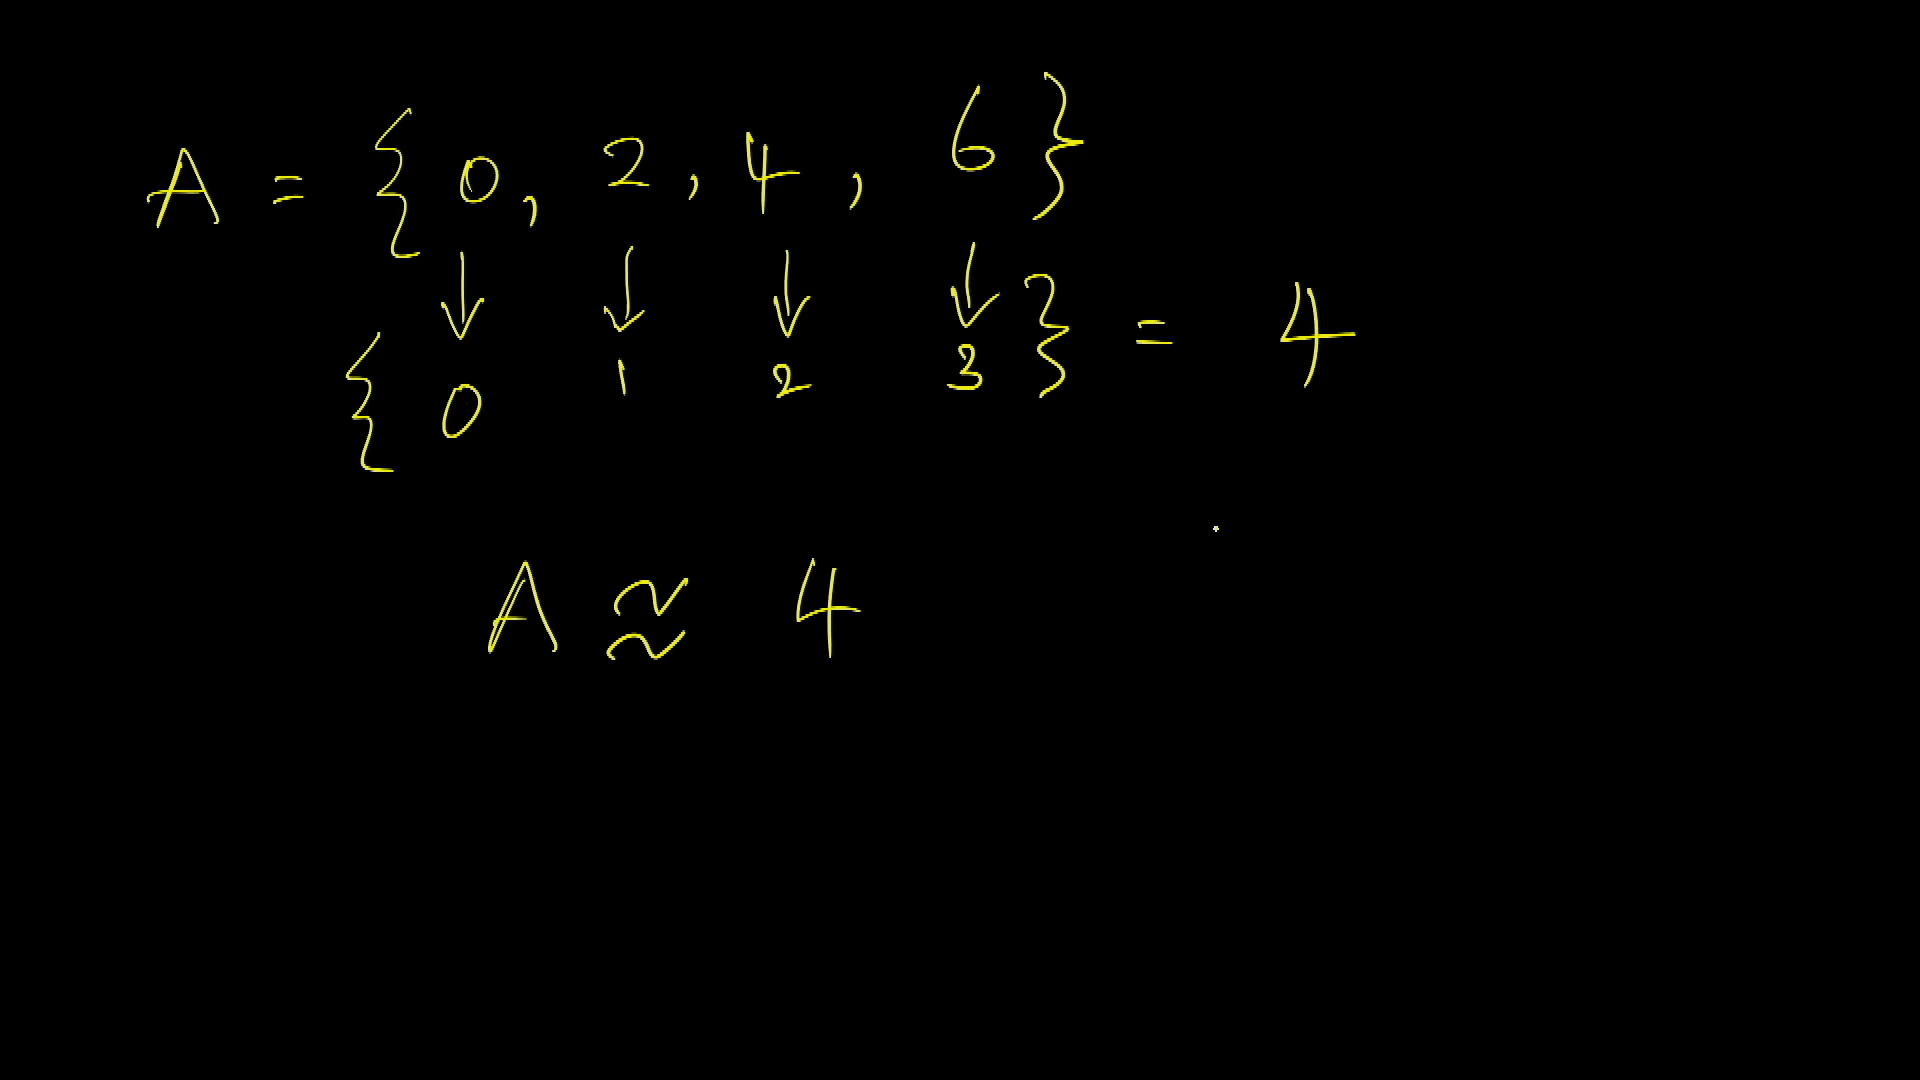 A = { 0, 2, 4, 6 }
↓ ↓ ↓ ↓
{ 0 1 2 3 } = 4
A ≈ 4